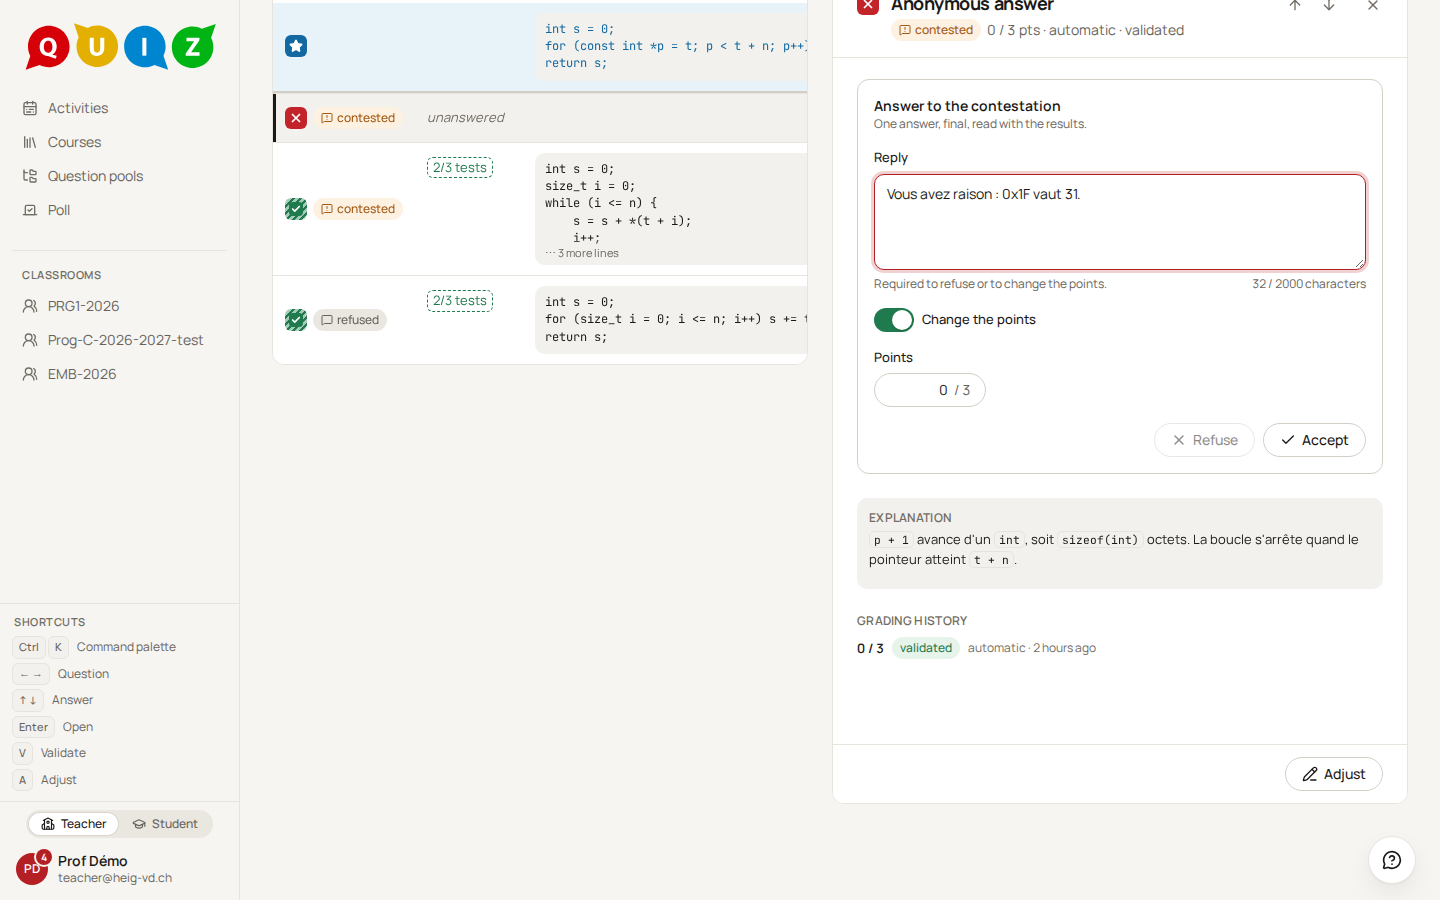 QUIZ
Activities
Courses
Question pools
Poll
CLASSROOMS
PRG1-2026
Prog-C-2026-2027-test
EMB-2026
SHORTCUTS
Ctrl K Command palette
← → Question
↑ ↓ Answer
Enter Open
V Validate
A Adjust
Teacher Student
PD 4 Prof Démo
teacher@heig-vd.ch
int s = 0;
for (const int *p = t; p < t + n; p++)
return s;
contested unanswered
2/3 tests
contested
int s = 0;
size_t i = 0;
while (i <= n) {
s = s + *(t + i);
i++;
··· 3 more lines
2/3 tests
refused
int s = 0;
for (size_t i = 0; i <= n; i++) s +=
return s;
Anonymous answer
contested 0 / 3 pts · automatic · validated
Answer to the contestation
One answer, final, read with the results.
Reply
Vous avez raison : 0x1F vaut 31.
Required to refuse or to change the points. 32 / 2000 characters
Change the points
Points
0 / 3
Refuse Accept
EXPLANATION
p + 1 avance d'un int, soit sizeof(int) octets. La boucle s'arrête quand le
pointeur atteint t + n.
GRADING HISTORY
0 / 3 validated automatic · 2 hours ago
Adjust